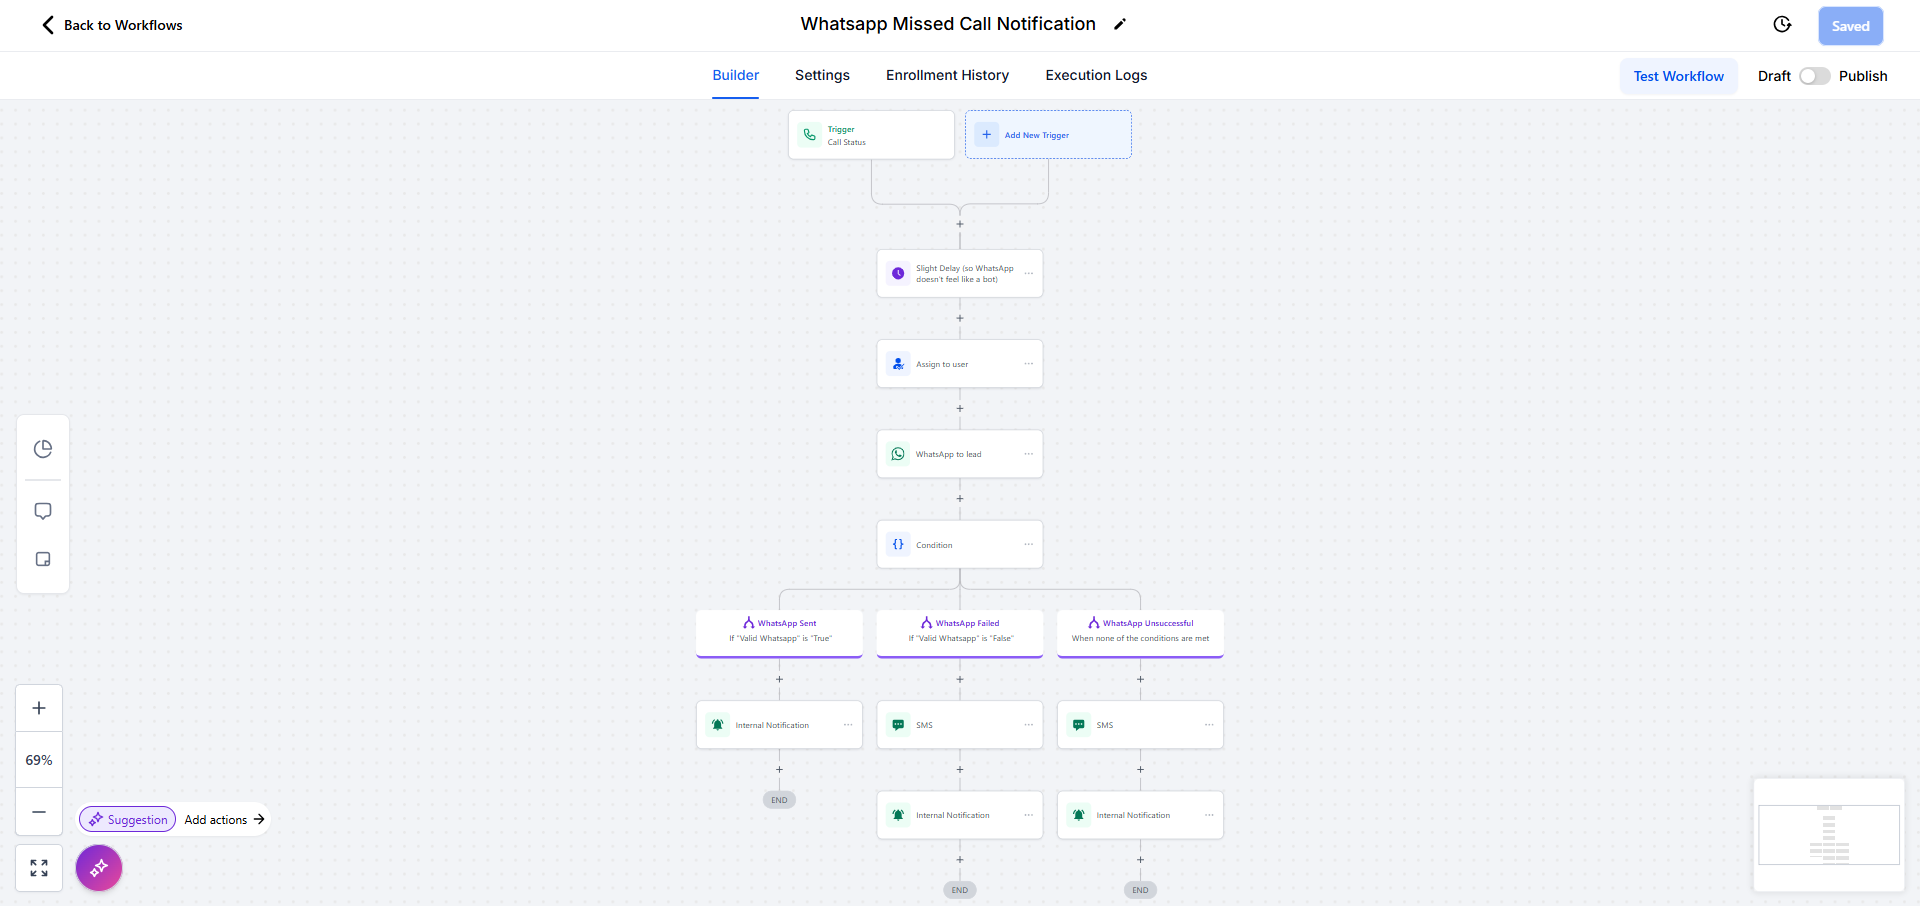 Back to Workflows
Whatsapp Missed Call Notification
Saved
Builder
Settings
Enrollment History
Execution Logs
Test Workflow
Draft
Publish
Trigger
Call Status
Add New Trigger
Slight Delay (so WhatsApp
doesn't feel like a bot)
Assign to user
WhatsApp to lead
Condition
WhatsApp Sent
If "Valid Whatsapp" is "True"
WhatsApp Failed
If "Valid Whatsapp" is "False"
WhatsApp Unsuccessful
When none of the conditions are met
Internal Notification
SMS
SMS
69%
END
Internal Notification
Internal Notification
Suggestion
Add actions
END
END